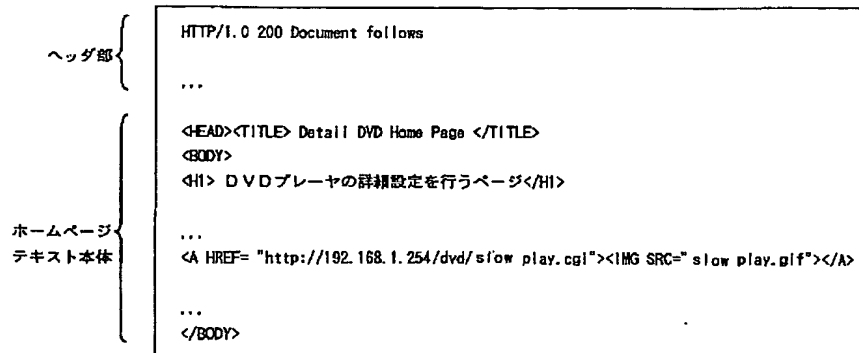 ヘッダ部
HTTP/1.0 200 Document follows
...
ホームページ
テキスト本体
<HEAD><TITLE> Detail DVD Home Page </TITLE>
<BODY>
<H1> DVDプレーヤの詳細設定を行うページ</H1>
...
<A HREF= "http://192.168.1.254/dvd/slow play.cgi"><IMG SRC="slow play.gif"></A>
...
</BODY>